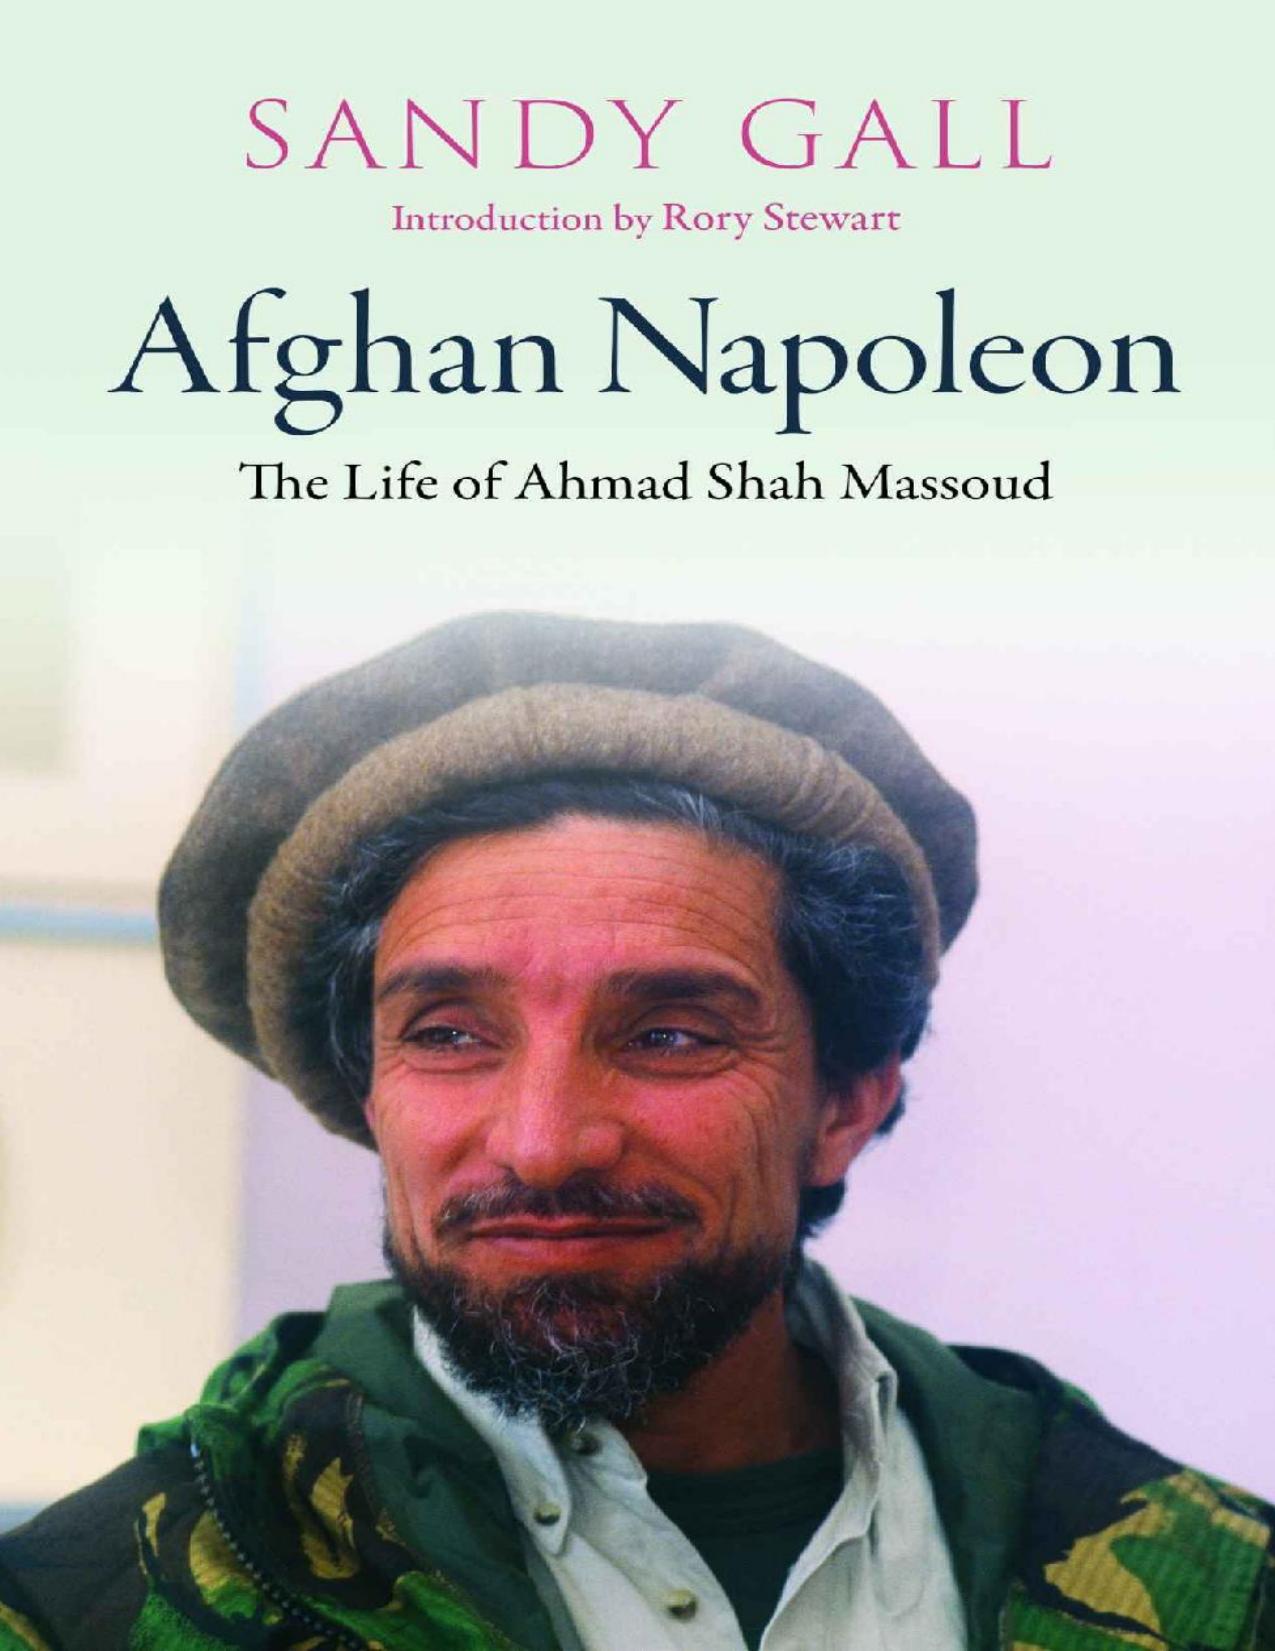 SANDY GALL
Introduction by Rory Stewart
Afghan Napoleon
The Life of Ahmad Shah Massoud